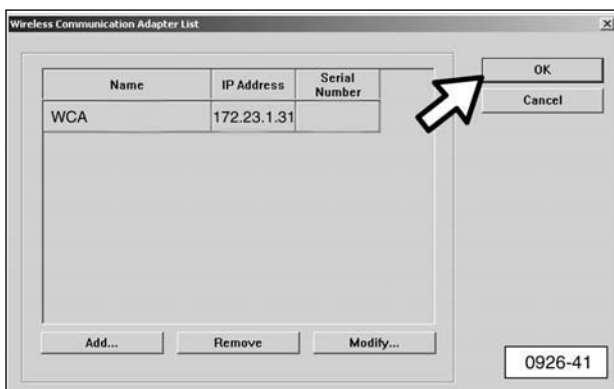 Wireless Communication Adapter List
Name IP Address Serial Number
WCA 172.23.1.31
OK
Cancel
Add... Remove Modify...
0926-41